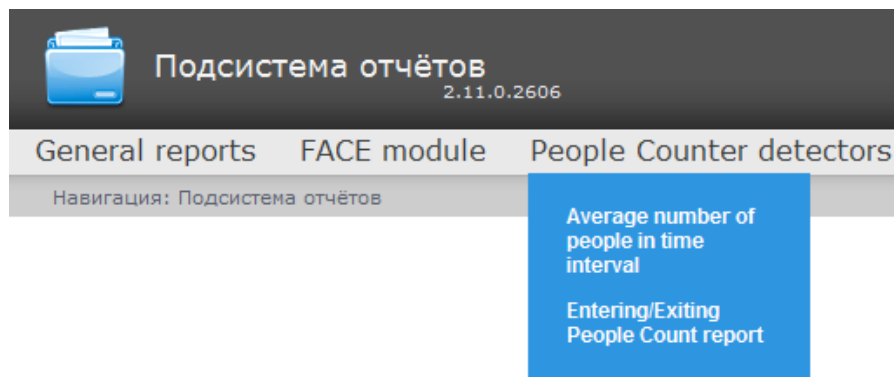 Подсистема отчётов
2.11.0.2606
General reports FACE module People Counter detectors
Навигация: Подсистема отчётов
Average number of
people in time
interval
Entering/Exiting
People Count report